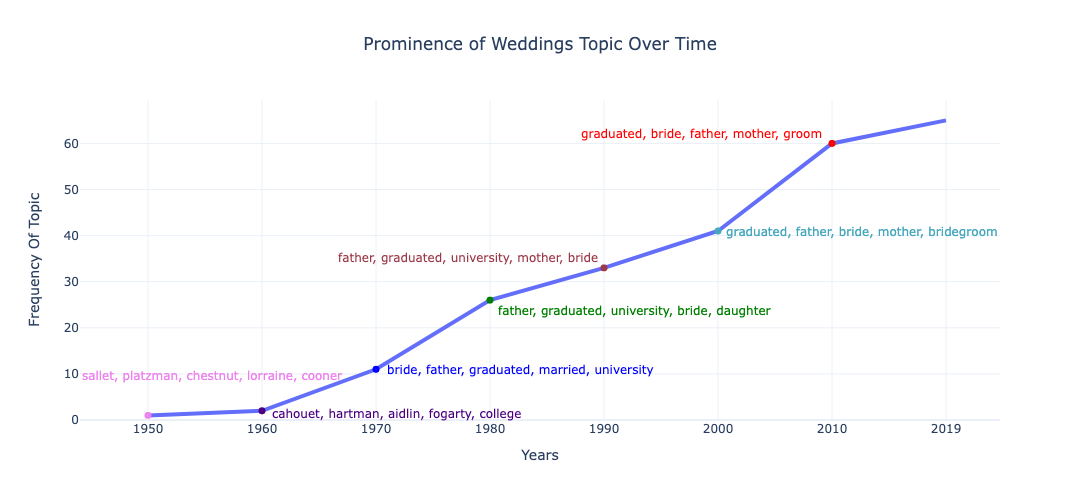 Prominence of Weddings Topic Over Time
Frequency Of Topic
60
50
40
30
20
10
0
graduated, bride, father, mother, groom
graduated, father, bride, mother, bridegroom
father, graduated, university, mother, bride
father, graduated, university, bride, daughter
bride, father, graduated, married, university
sallet, platzman, chestnut, lorraine, cooner
cahouet, hartman, aidlin, fogarty, college
1950 1960 1970 1980 1990 2000 2010 2019
Years